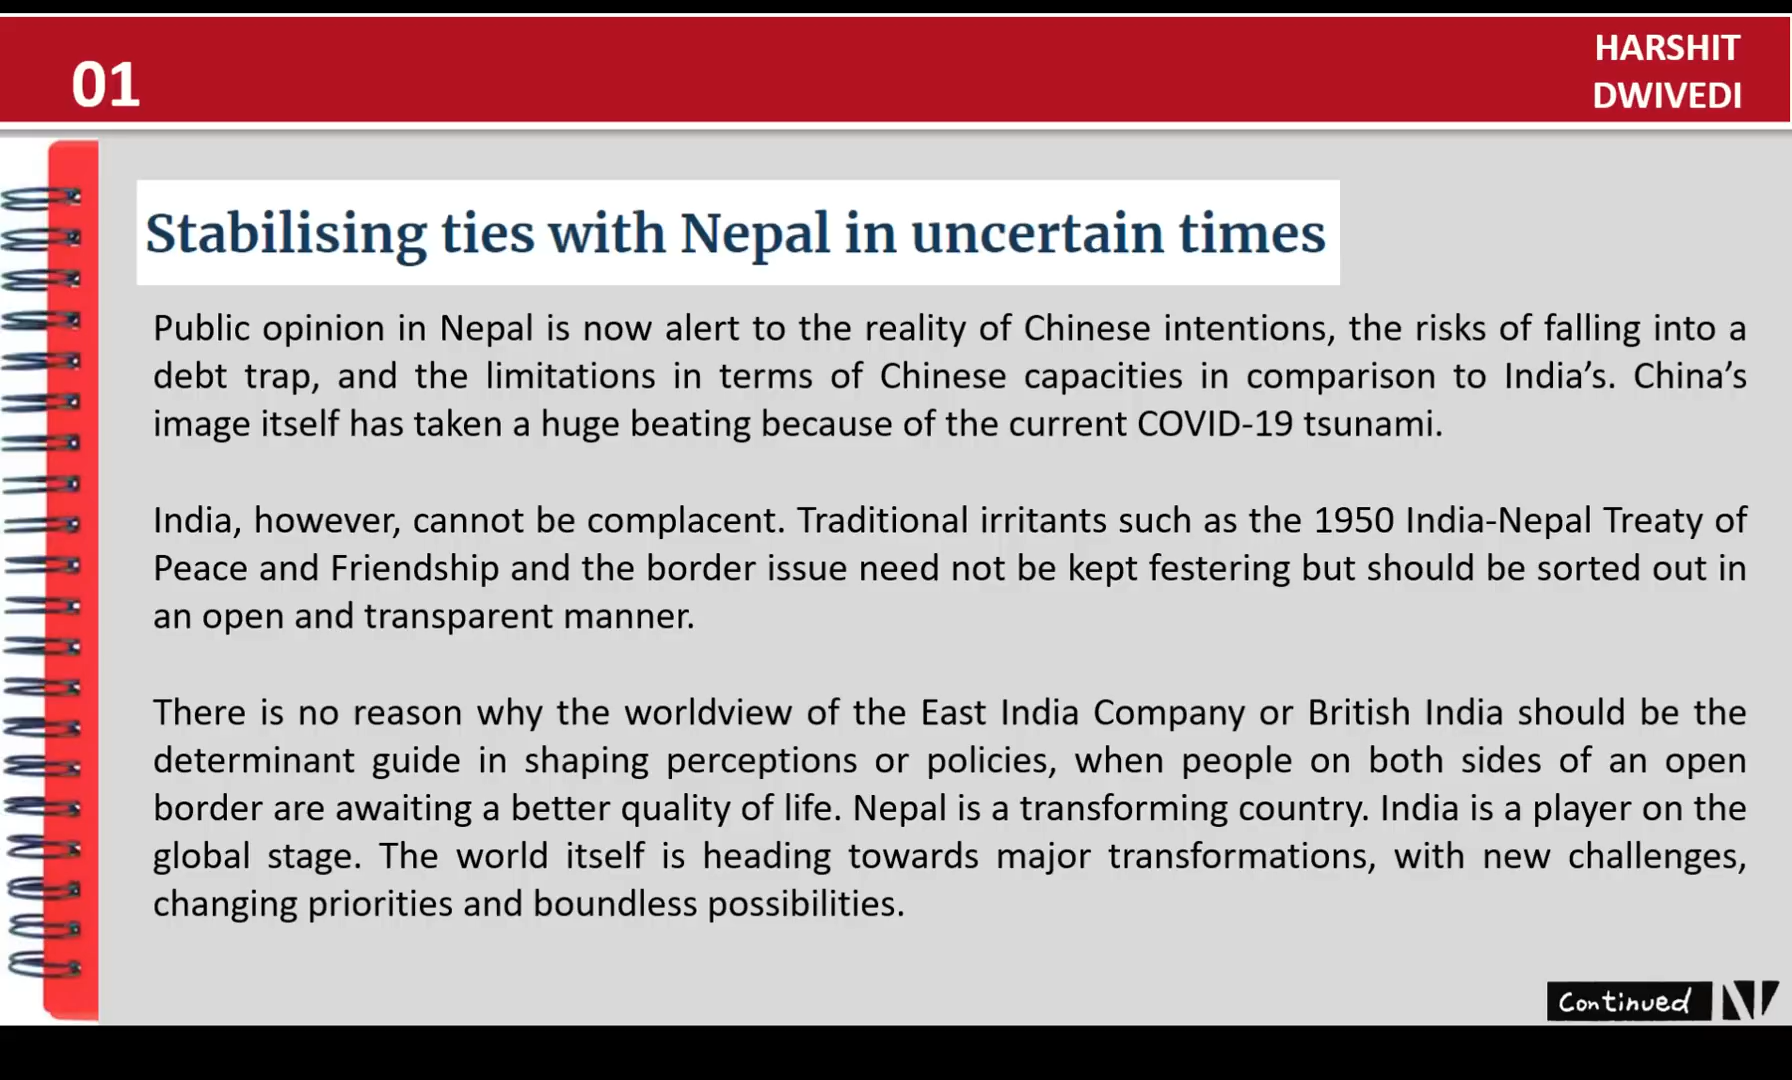 01
HARSHIT
DWIVEDI
Stabilising ties with Nepal in uncertain times
Public opinion in Nepal is now alert to the reality of Chinese intentions, the risks of falling into a
debt trap, and the limitations in terms of Chinese capacities in comparison to India’s. China’s
image itself has taken a huge beating because of the current COVID-19 tsunami.
India, however, cannot be complacent. Traditional irritants such as the 1950 India-Nepal Treaty of
Peace and Friendship and the border issue need not be kept festering but should be sorted out in
an open and transparent manner.
There is no reason why the worldview of the East India Company or British India should be the
determinant guide in shaping perceptions or policies, when people on both sides of an open
border are awaiting a better quality of life. Nepal is a transforming country. India is a player on the
global stage. The world itself is heading towards major transformations, with new challenges,
changing priorities and boundless possibilities.
Continued